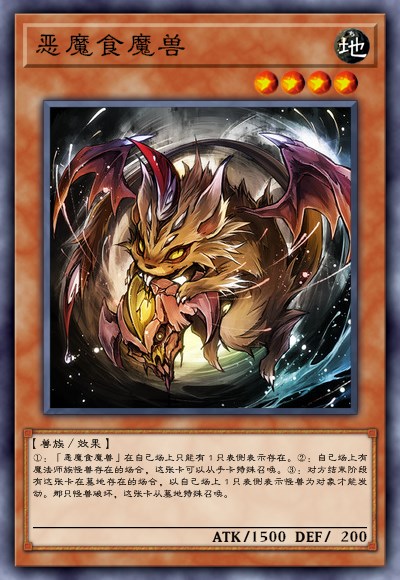 恶魔食魔兽
地
【兽族／效果】
①：「恶魔食魔兽」在自己场上只能有１只表侧表示存在。②：自己场上有
魔法师族怪兽存在的场合，这张卡可以从手卡特殊召唤。③：对方结束阶段
有这张卡在墓地存在的场合，以自己场上１只表侧表示怪兽为对象才能发
动。那只怪兽破坏，这张卡从墓地特殊召唤。
ATK/1500 DEF/ 200